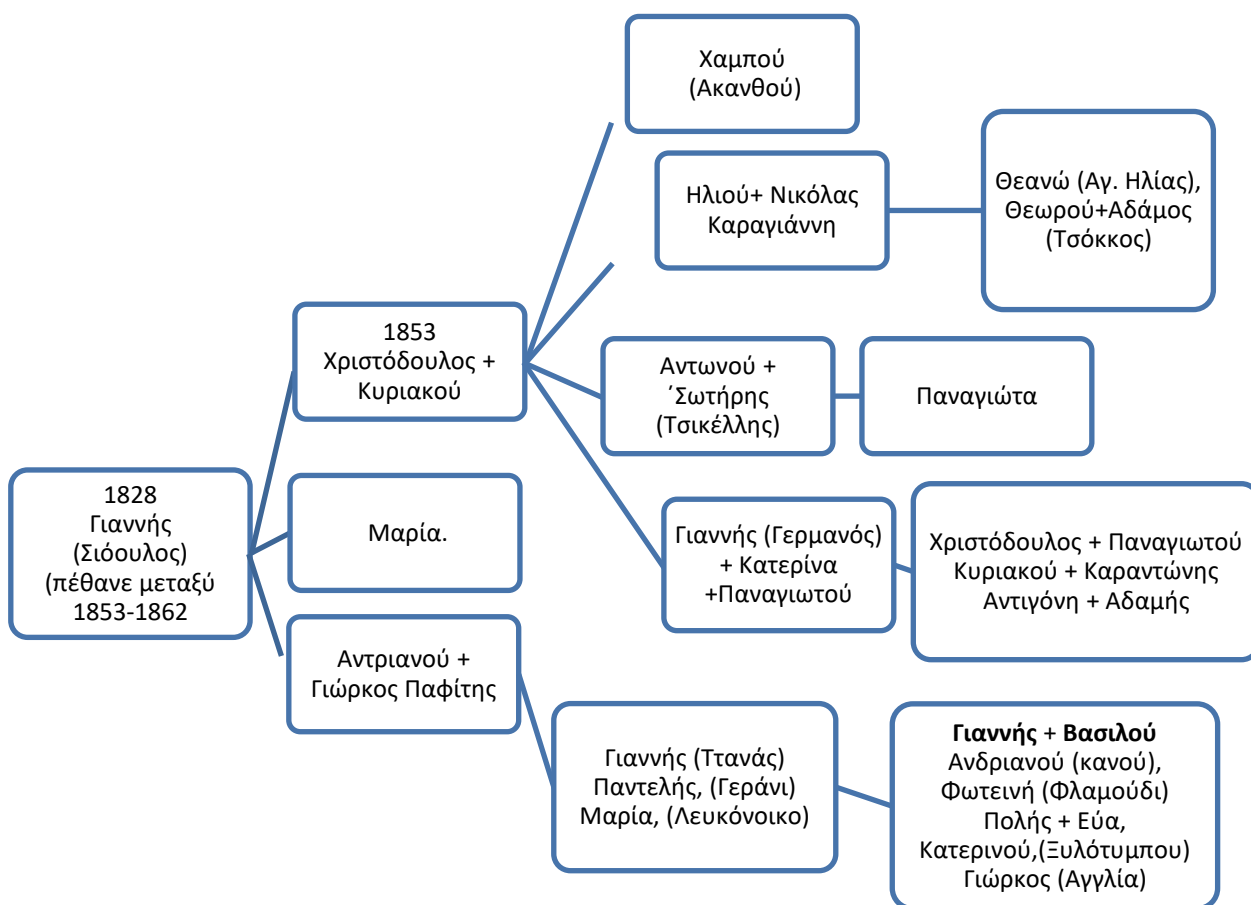 Χαμπού
(Ακανθού)
Ηλιού+ Νικόλας
Καραγιάννη
Θεανώ (Αγ. Ηλίας),
Θεωρού+Αδάμος
(Τσόκκος)
1853
Χριστόδουλος +
Κυριακού
Αντωνού +
΄Σωτήρης
(Τσικέλλης)
Παναγιώτα
1828
Γιαννής
(Σιόουλος)
(πέθανε μεταξύ
1853-1862
Μαρία.
Γιαννής (Γερμανός)
+ Κατερίνα
+Παναγιωτού
Χριστόδουλος + Παναγιωτού
Κυριακού + Καραντώνης
Αντιγόνη + Αδαμής
Αντριανού +
Γιώρκος Παφίτης
Γιαννής (Ττανάς)
Παντελής, (Γεράνι)
Μαρία, (Λευκόνοικο)
Γιαννής + Βασιλού
Ανδριανού (κανού),
Φωτεινή (Φλαμούδι)
Πολής + Εύα,
Κατερινού,(Ξυλότυμπου)
Γιώρκος (Αγγλία)